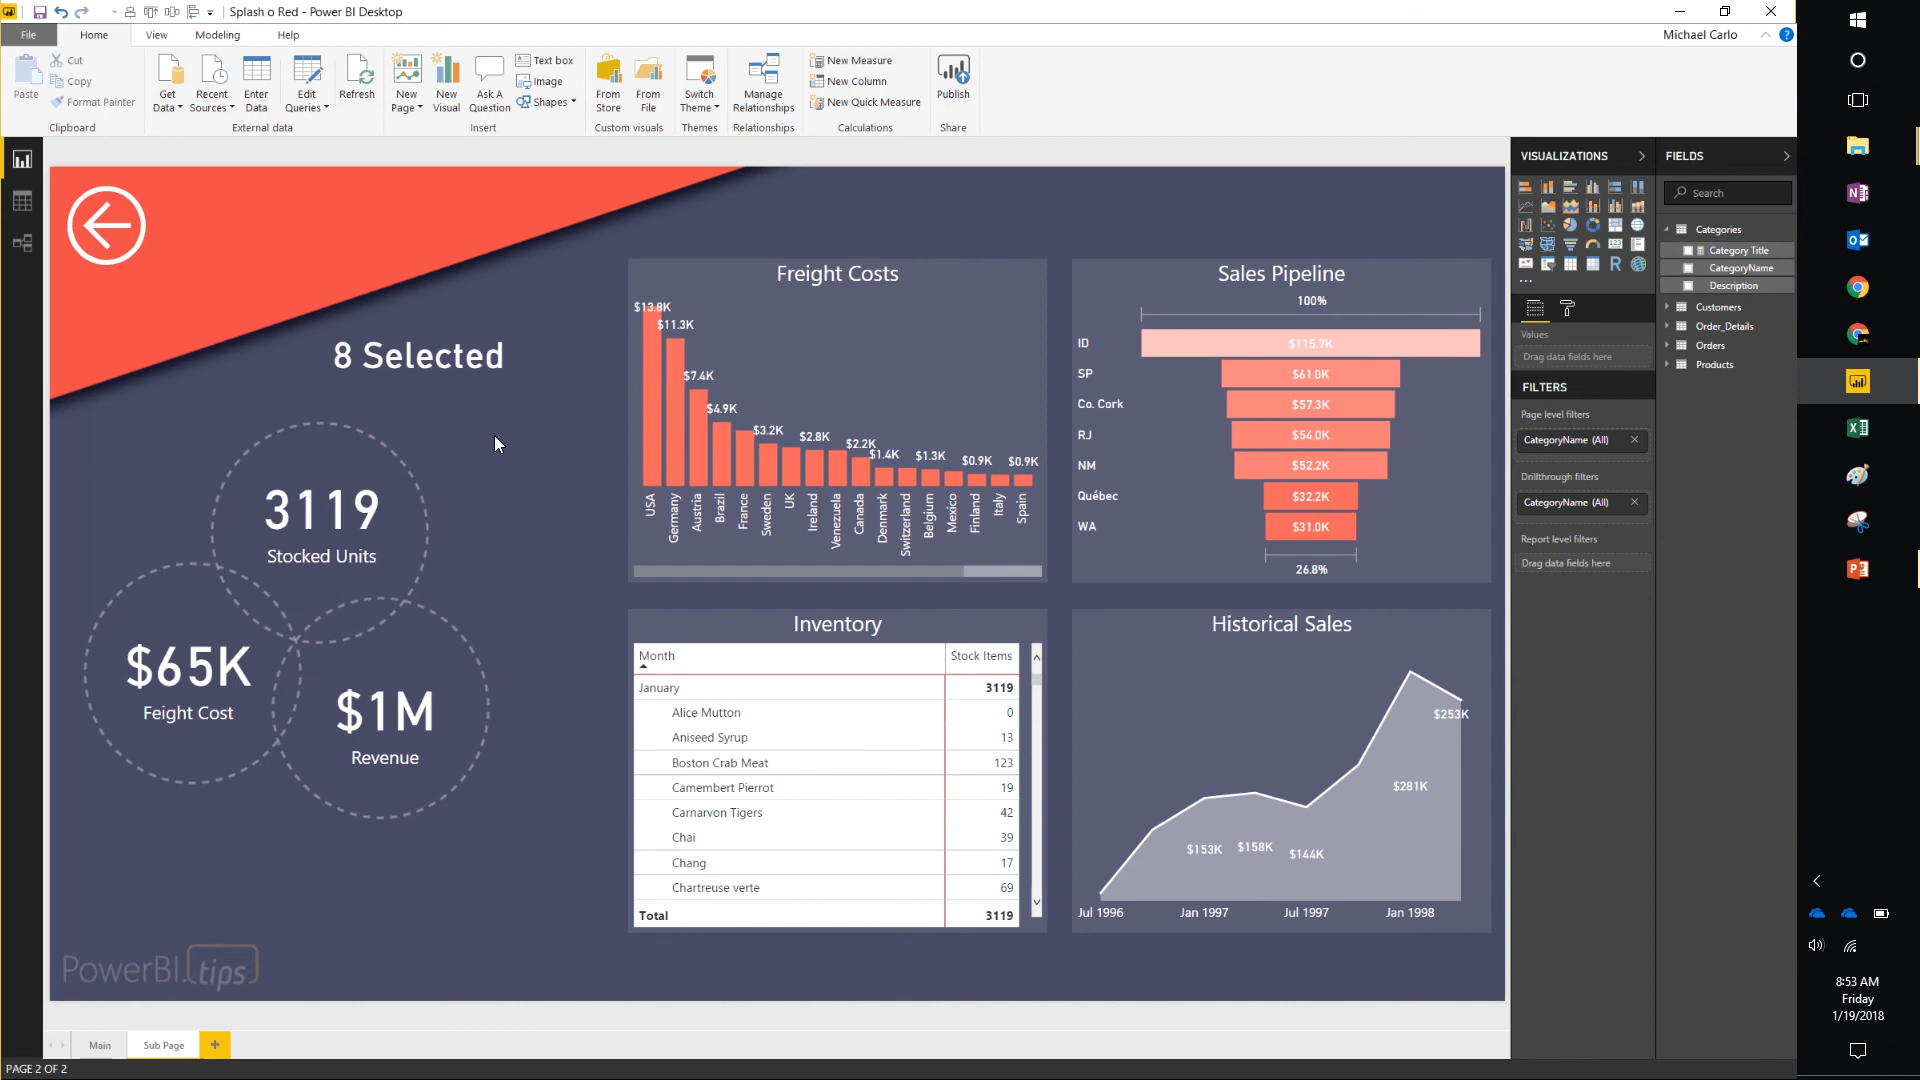 Splash o Red - Power BI Desktop
File Home View Modeling Help
Michael Carlo
Paste
Cut
Copy
Format Painter
Clipboard
Get Data
Recent Sources
Enter Data
Edit Queries
Refresh
External data
New Page
New Visual
Ask A Question
Text box
Image
Shapes
Insert
From Store
From File
Custom visuals
Switch Theme
Themes
Manage Relationships
Relationships
New Measure
New Column
New Quick Measure
Calculations
Publish
Share
8 Selected
3119
Stocked Units
$65K
Feight Cost
$1M
Revenue
PowerBI.tips
Freight Costs
$13.8K
$11.3K
$7.4K
$4.9K
$3.2K
$2.8K
$2.2K
$1.4K
$1.3K
$0.9K
$0.9K
USA
Germany
Austria
Brazil
France
Sweden
UK
Ireland
Venezuela
Canada
Denmark
Switzerland
Belgium
Mexico
Finland
Italy
Spain
Sales Pipeline
100%
ID $115.7K
SP $61.0K
Co. Cork $57.3K
RJ $54.0K
NM $52.2K
Québec $32.2K
WA $31.0K
26.8%
Inventory
Month Stock Items
January 3119
Alice Mutton 0
Aniseed Syrup 13
Boston Crab Meat 123
Camembert Pierrot 19
Carnarvon Tigers 42
Chai 39
Chang 17
Chartreuse verte 69
Total 3119
Historical Sales
$253K
$281K
$153K
$158K
$144K
Jul 1996 Jan 1997 Jul 1997 Jan 1998
VISUALIZATIONS
Values
Drag data fields here
FILTERS
Page level filters
CategoryName (All)
Drillthrough filters
CategoryName (All)
Report level filters
Drag data fields here
FIELDS
Search
Categories
Category Title
CategoryName
Description
Customers
Order_Details
Orders
Products
Main Sub Page
PAGE 2 OF 2
8:53 AM
Friday
1/19/2018